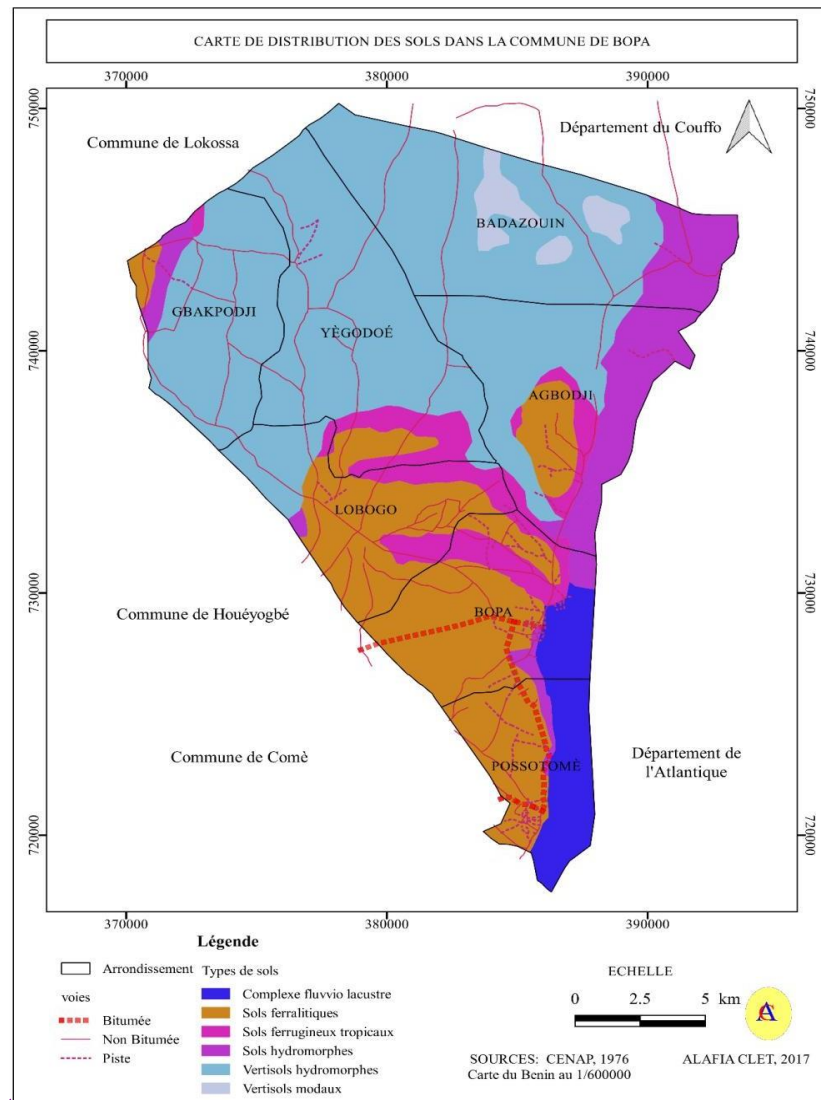 CARTE DE DISTRIBUTION DES SOLS DANS LA COMMUNE DE BOPA
370000 380000 390000
750000 750000
Commune de Lokossa
Département du Couffo
BADAZOUIN
GBAKPODJI
YÈGODOÉ
740000 740000
AGBODJI
LOBOGO
730000 730000
Commune de Houéyogbé
BOPA
Commune de Comè
POSSOTOMÈ
Département de
l'Atlantique
720000 720000
370000 380000 390000
Légende
Arrondissement
voies
Bitumée
Non Bitumée
Piste
Types de sols
Complexe fluvvio lacustre
Sols ferralitiques
Sols ferrugineux tropicaux
Sols hydromorphes
Vertisols hydromorphes
Vertisols modaux
ECHELLE
0 2.5 5 km
AC
SOURCES: CENAP, 1976
Carte du Benin au 1/600000
ALAFIA CLET, 2017